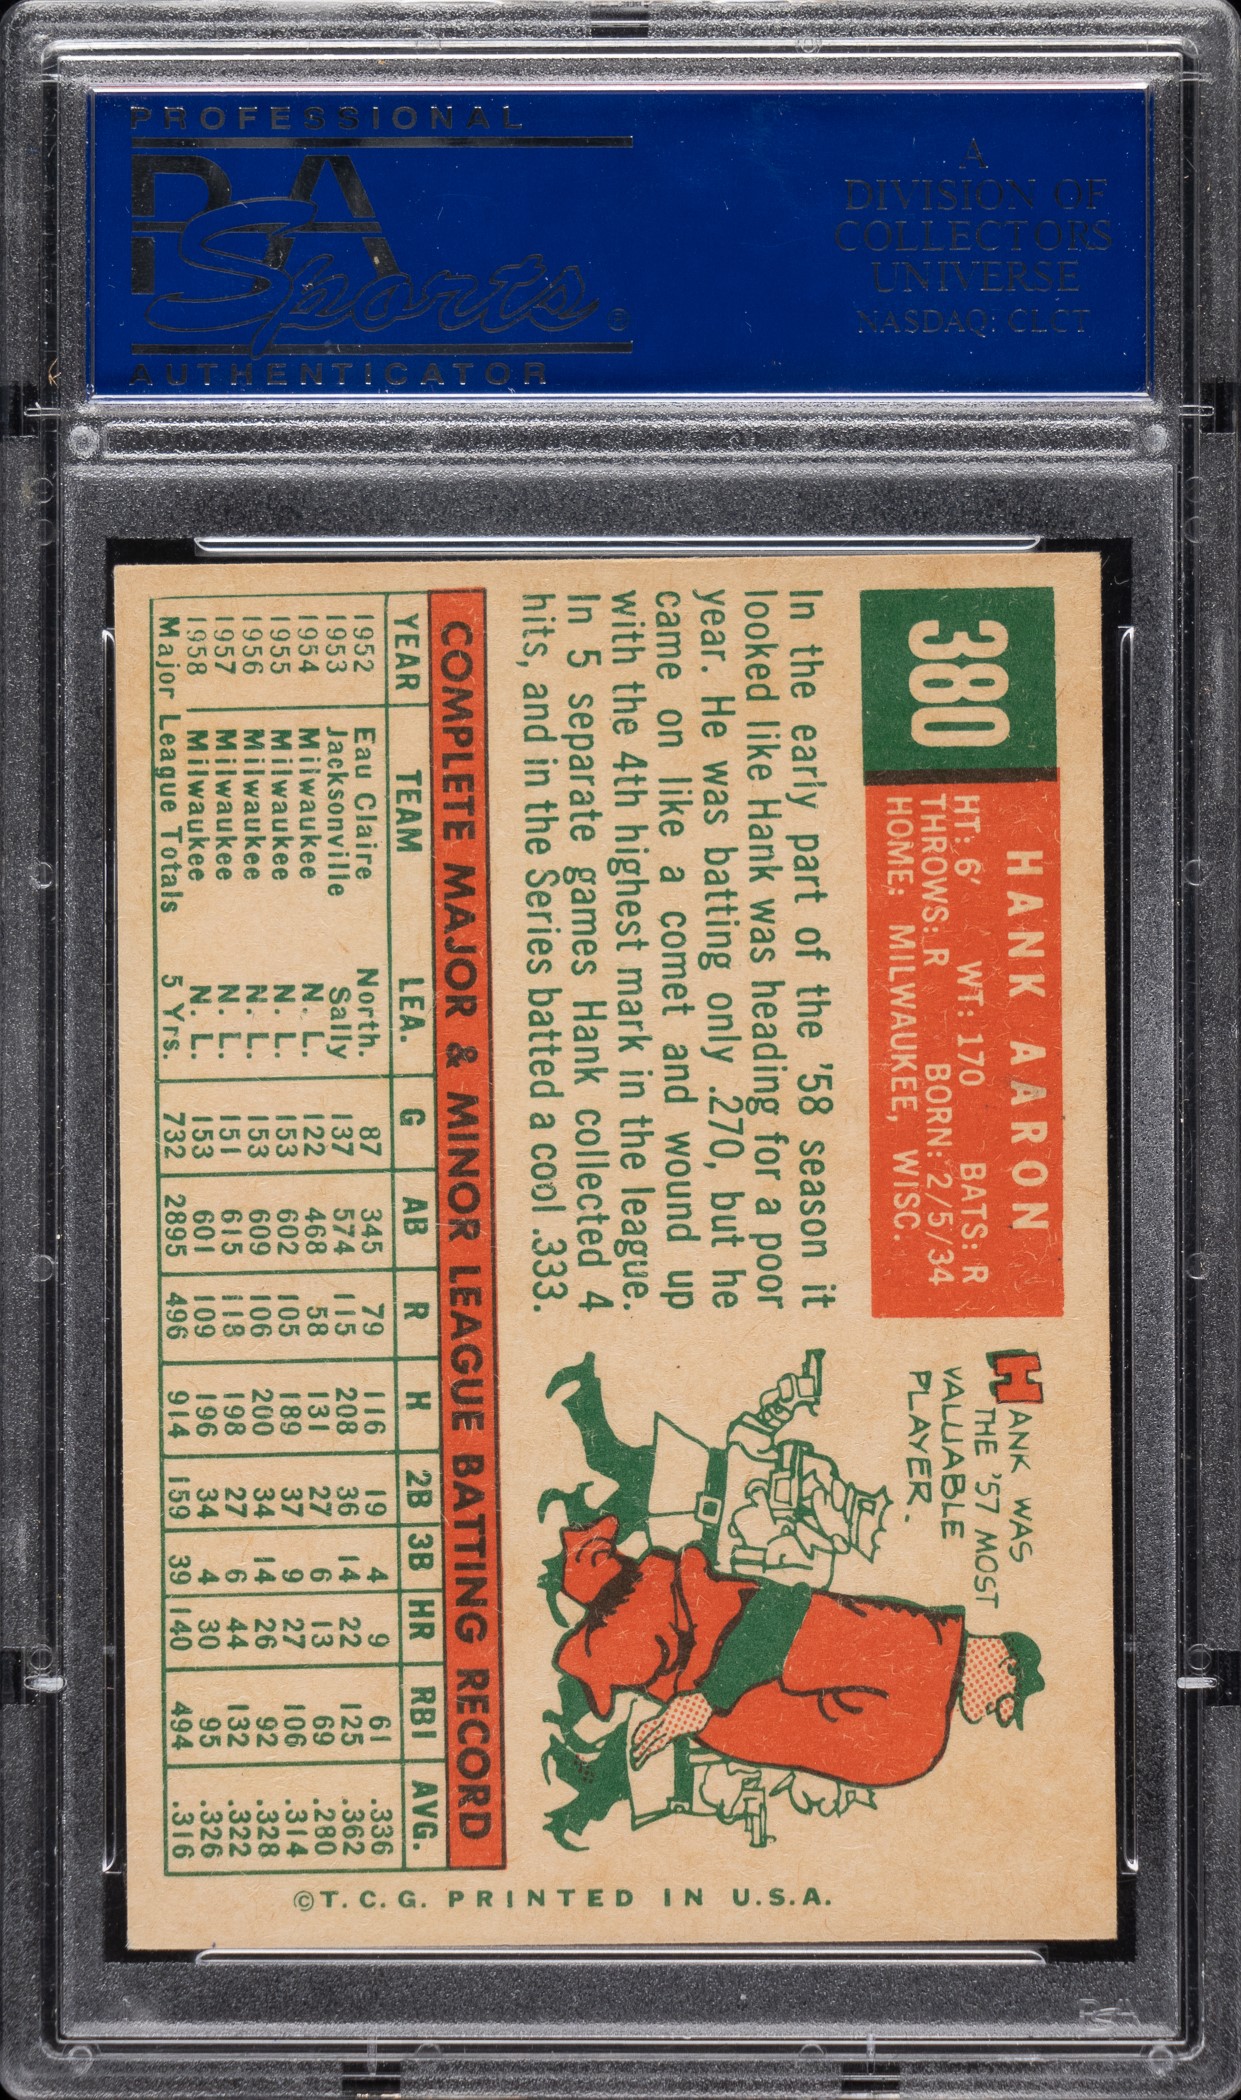 PROFESSIONAL
PSA
Sports®
AUTHENTICATOR
A
DIVISION OF
COLLECTORS
UNIVERSE
NASDAQ: CLCT
380
HANK AARON
HT: 6' WT: 170 BATS: R
THROWS: R BORN: 2/5/34
HOME: MILWAUKEE, WISC.
In the early part of the '58 season it
looked like Hank was heading for a poor
year. He was batting only .270, but he
came on like a comet and wound up
with the 4th highest mark in the league.
In 5 separate games Hank collected 4
hits, and in the Series batted a cool .333.
HANK WAS
THE '57 MOST
VALUABLE
PLAYER.
COMPLETE MAJOR & MINOR LEAGUE BATTING RECORD
YEAR TEAM LEA. G AB R H 2B 3B HR RBI AVG.
1952 Eau Claire North. 87 345 79 116 19 4 9 61 .336
1953 Jacksonville Sally 137 574 115 208 36 14 22 125 .362
1954 Milwaukee N. L. 122 468 58 131 27 6 13 69 .280
1955 Milwaukee N. L. 153 602 105 189 37 9 27 106 .314
1956 Milwaukee N. L. 153 609 106 200 34 14 26 92 .328
1957 Milwaukee N. L. 151 615 118 198 27 6 44 132 .322
1958 Milwaukee N. L. 153 601 109 196 34 4 30 95 .326
Major League Totals 5 Yrs. 732 2895 496 914 159 39 140 494 .316
©T. C. G. PRINTED IN U.S.A.
PSA